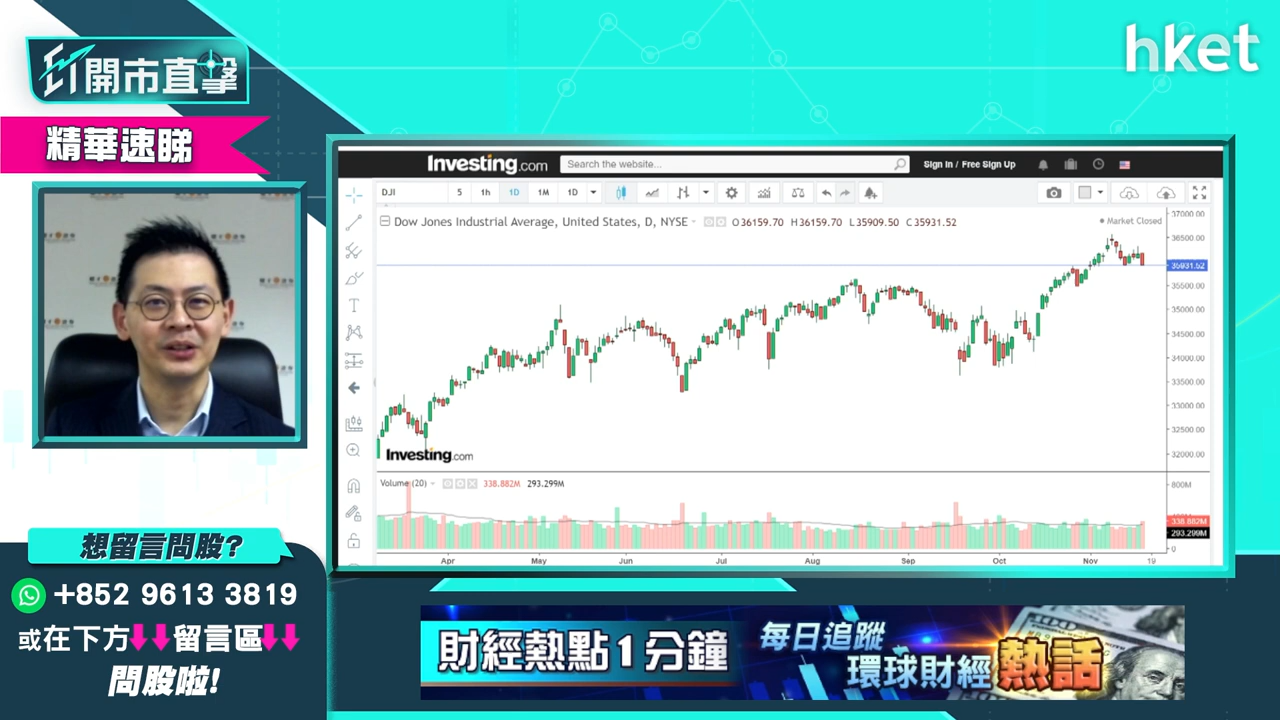 hket
ET開市直擊
精華速睇
Investing.com
Search the website...
Sign In / Free Sign Up
DJI
5
1h
1D
1M
1D
Dow Jones Industrial Average, United States, D, NYSE
O36159.70 H36159.70 L35909.50 C35931.52
Market Closed
37000.00
36500.00
35931.52
35500.00
35000.00
34500.00
34000.00
33500.00
33000.00
32500.00
32000.00
Investing.com
Volume (20)
338.882M 293.299M
800M
338.882M
293.299M
0
Apr May Jun Jul Aug Sep Oct Nov 19
想留言問股?
+852 9613 3819
或在下方留言區
問股啦!
財經熱點1分鐘
每日追蹤
環球財經熱話